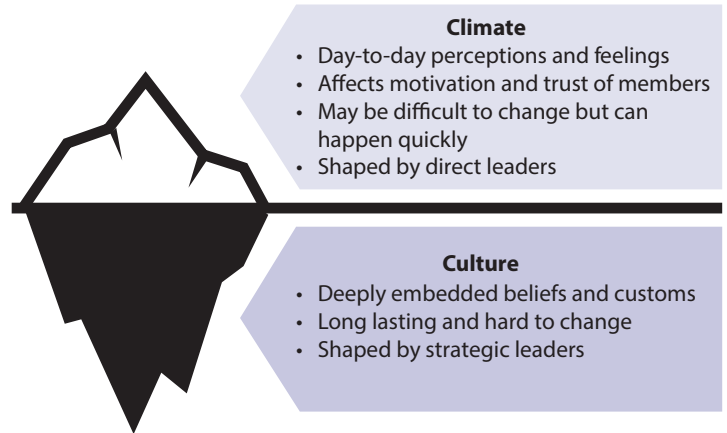 Climate
• Day-to-day perceptions and feelings
• Affects motivation and trust of members
• May be difficult to change but can
happen quickly
• Shaped by direct leaders
Culture
• Deeply embedded beliefs and customs
• Long lasting and hard to change
• Shaped by strategic leaders